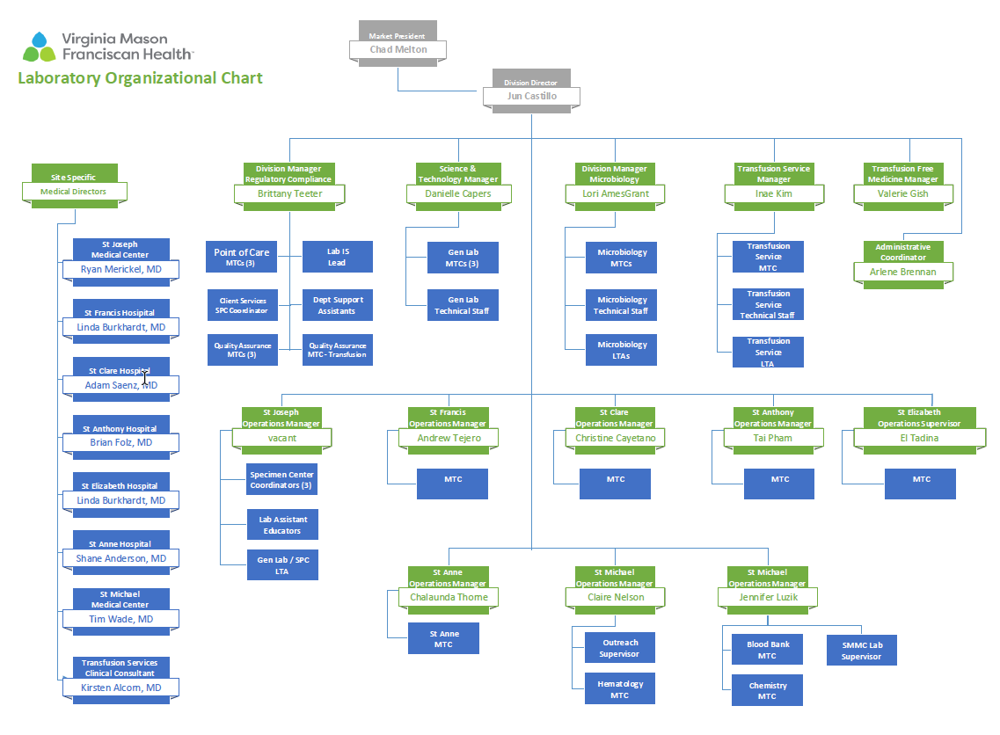 Virginia Mason
Franciscan Health
Laboratory Organizational Chart
Market President
Chad Melton
Division Director
Jun Castillo
Site Specific
Medical Directors
St Joseph
Medical Center
Ryan Merickel, MD
St Francis Hosipital
Linda Burkhardt, MD
St Clare Hospital
Adam Saenz, MD
St Anthony Hospital
Brian Folz, MD
St Elizabeth Hospital
Linda Burkhardt, MD
St Anne Hospital
Shane Anderson, MD
St Michael
Medical Center
Tim Wade, MD
Transfusion Services
Clinical Consultant
Kirsten Alcorn, MD
Division Manager
Regulatory Compliance
Brittany Teeter
Point of Care
MTCs (3)
Lab IS
Lead
Client Services
SPC Coordinator
Dept Support
Assistants
Quality Assurance
MTCs (3)
Quality Assurance
MTC - Transfusion
Science &
Technology Manager
Danielle Capers
Gen Lab
MTCs (3)
Gen Lab
Technical Staff
Division Manager
Microbiology
Lori AmesGrant
Microbiology
MTCs
Microbiology
Technical Staff
Microbiology
LTAs
Transfusion Service
Manager
Inae Kim
Transfusion
Service
MTC
Transfusion
Service
Technical Staff
Transfusion
Service
LTA
Transfusion Free
Medicine Manager
Valerie Gish
Administrative
Coordinator
Arlene Brennan
St Joseph
Operations Manager
vacant
Specimen Center
Coordinators (3)
Lab Assistant
Educators
Gen Lab / SPC
LTA
St Francis
Operations Manager
Andrew Tejero
MTC
St Clare
Operations Manager
Christine Cayetano
MTC
St Anthony
Operations Manager
Tai Pham
MTC
St Elizabeth
Operations Supervisor
El Tadina
MTC
St Anne
Operations Manager
Chalaunda Thorne
St Anne
MTC
St Michael
Operations Manager
Claire Nelson
Outreach
Supervisor
Hematology
MTC
St Michael
Operations Manager
Jennifer Luzik
Blood Bank
MTC
Chemistry
MTC
SMMC Lab
Supervisor